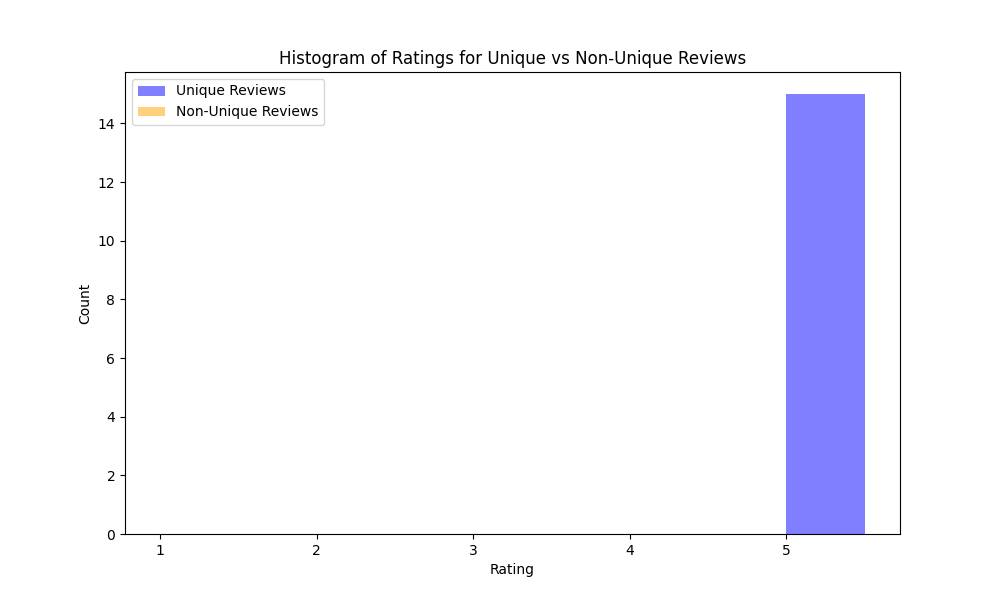 Histogram of Ratings for Unique vs Non-Unique Reviews
Unique Reviews
Non-Unique Reviews
14
12
10
8
6
4
2
0
Count
1 2 3 4 5
Rating